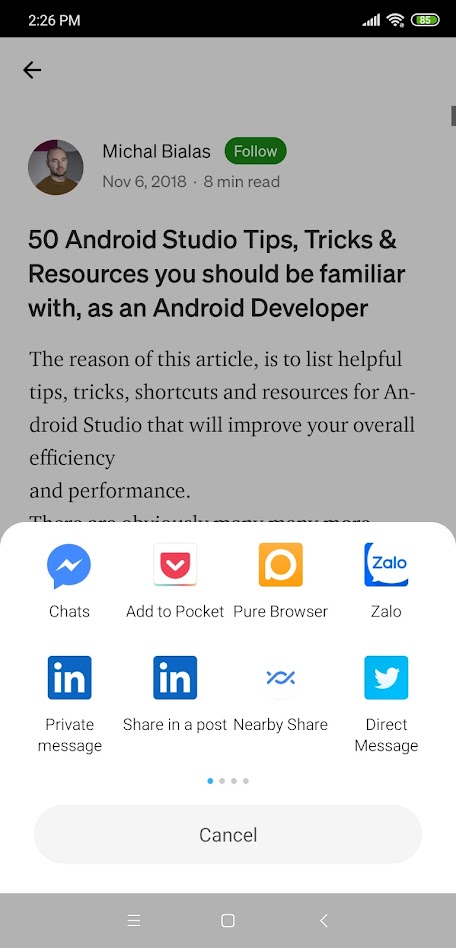 2:26 PM
85
Michal Bialas Follow
Nov 6, 2018 · 8 min read
50 Android Studio Tips, Tricks &
Resources you should be familiar
with, as an Android Developer
The reason of this article, is to list helpful
tips, tricks, shortcuts and resources for An-
droid Studio that will improve your overall
efficiency
and performance.
There are obviously many many more
Zalo
Chats Add to Pocket Pure Browser Zalo
in in
Private Share in a post Nearby Share Direct
message Message
Cancel